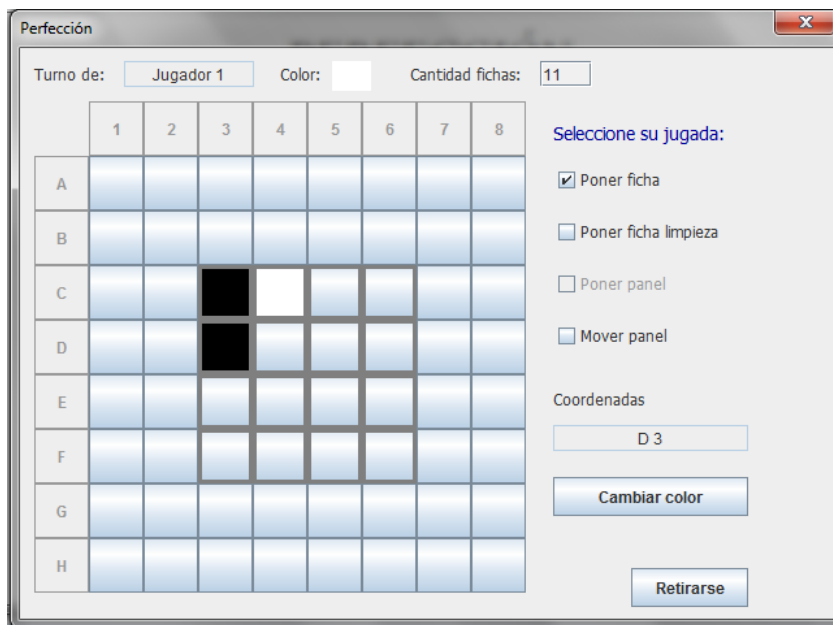 Perfección
Turno de: Jugador 1 Color: Cantidad fichas: 11
1 2 3 4 5 6 7 8
Seleccione su jugada:
A
Poner ficha
B
Poner ficha limpieza
C
Poner panel
D
Mover panel
E
Coordenadas
D 3
F
Cambiar color
G
H
Retirarse